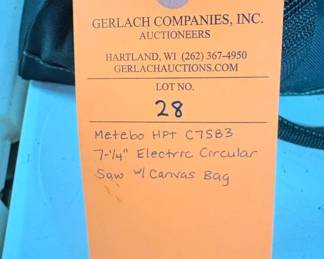 GERLACH COMPANIES, INC.
AUCTIONEERS
HARTLAND, WI (262) 367-4950
GERLACHAUCTIONS.COM
LOT NO.
28
Metebo HPT C7SB3
7-1/4" Electric Circular
Saw w/ Canvas Bag